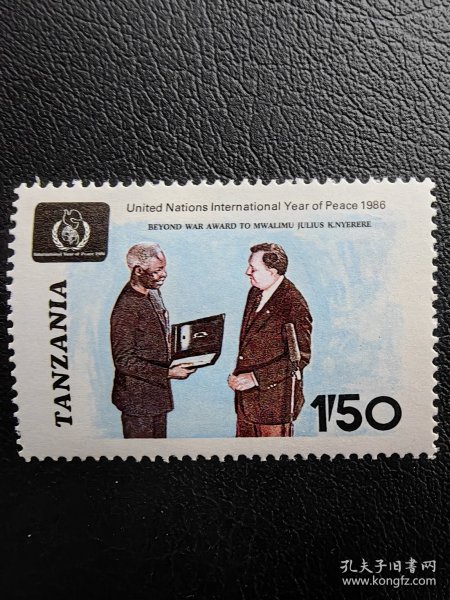 United Nations International Year of Peace 1986
BEYOND WAR AWARD TO MWALIMU JULIUS K.NYERERE
International Year of Peace 1986
TANZANIA
1'50
孔夫子旧书网
www.kongfz.com